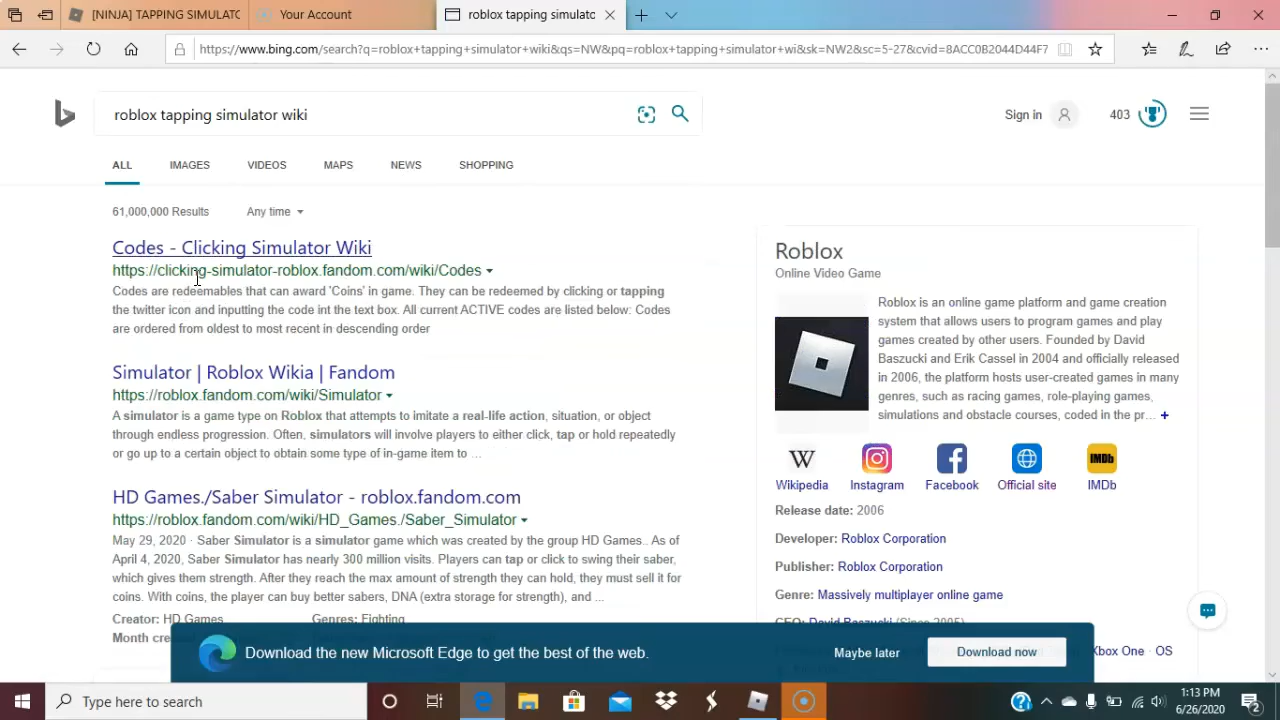 [NINJA] TAPPING SIMULATO
Your Account
roblox tapping simulato
https://www.bing.com/search?q=roblox+tapping+simulator+wiki&qs=NW&pq=roblox+tapping+simulator+wi&sk=NW2&sc=5-27&cvid=8ACC0B2044D44F7
roblox tapping simulator wiki
Sign in
403
ALL
IMAGES
VIDEOS
MAPS
NEWS
SHOPPING
61,000,000 Results
Any time
Codes - Clicking Simulator Wiki
https://clicking-simulator-roblox.fandom.com/wiki/Codes
Codes are redeemables that can award 'Coins' in game. They can be redeemed by clicking or tapping
the twitter icon and inputting the code int the text box. All current ACTIVE codes are listed below: Codes
are ordered from oldest to most recent in descending order
Simulator | Roblox Wikia | Fandom
https://roblox.fandom.com/wiki/Simulator
A simulator is a game type on Roblox that attempts to imitate a real-life action, situation, or object
through endless progression. Often, simulators will involve players to either click, tap or hold repeatedly
or go up to a certain object to obtain some type of in-game item to ...
HD Games./Saber Simulator - roblox.fandom.com
https://roblox.fandom.com/wiki/HD_Games./Saber_Simulator
May 29, 2020 · Saber Simulator is a simulator game which was created by the group HD Games.. As of
April 4, 2020, Saber Simulator has nearly 300 million visits. Players can tap or click to swing their saber,
which gives them strength. After they reach the max amount of strength they can hold, they must sell it for
coins. With coins, the player can buy better sabers, DNA (extra storage for strength), and ...
Creator: HD Games
Genres: Fighting
Month
Roblox
Online Video Game
Roblox is an online game platform and game creation
system that allows users to program games and play
games created by other users. Founded by David
Baszucki and Erik Cassel in 2004 and officially released
in 2006, the platform hosts user-created games in many
genres, such as racing games, role-playing games,
simulations and obstacle courses, coded in the pr... +
W
IMDb
Wikipedia
Instagram
Facebook
Official site
IMDb
Release date: 2006
Developer: Roblox Corporation
Publisher: Roblox Corporation
Genre: Massively multiplayer online game
CEO: David Baszucki (Since 2005)
Xbox One · OS
Download the new Microsoft Edge to get the best of the web.
Maybe later
Download now
Type here to search
1:13 PM
6/26/2020
2